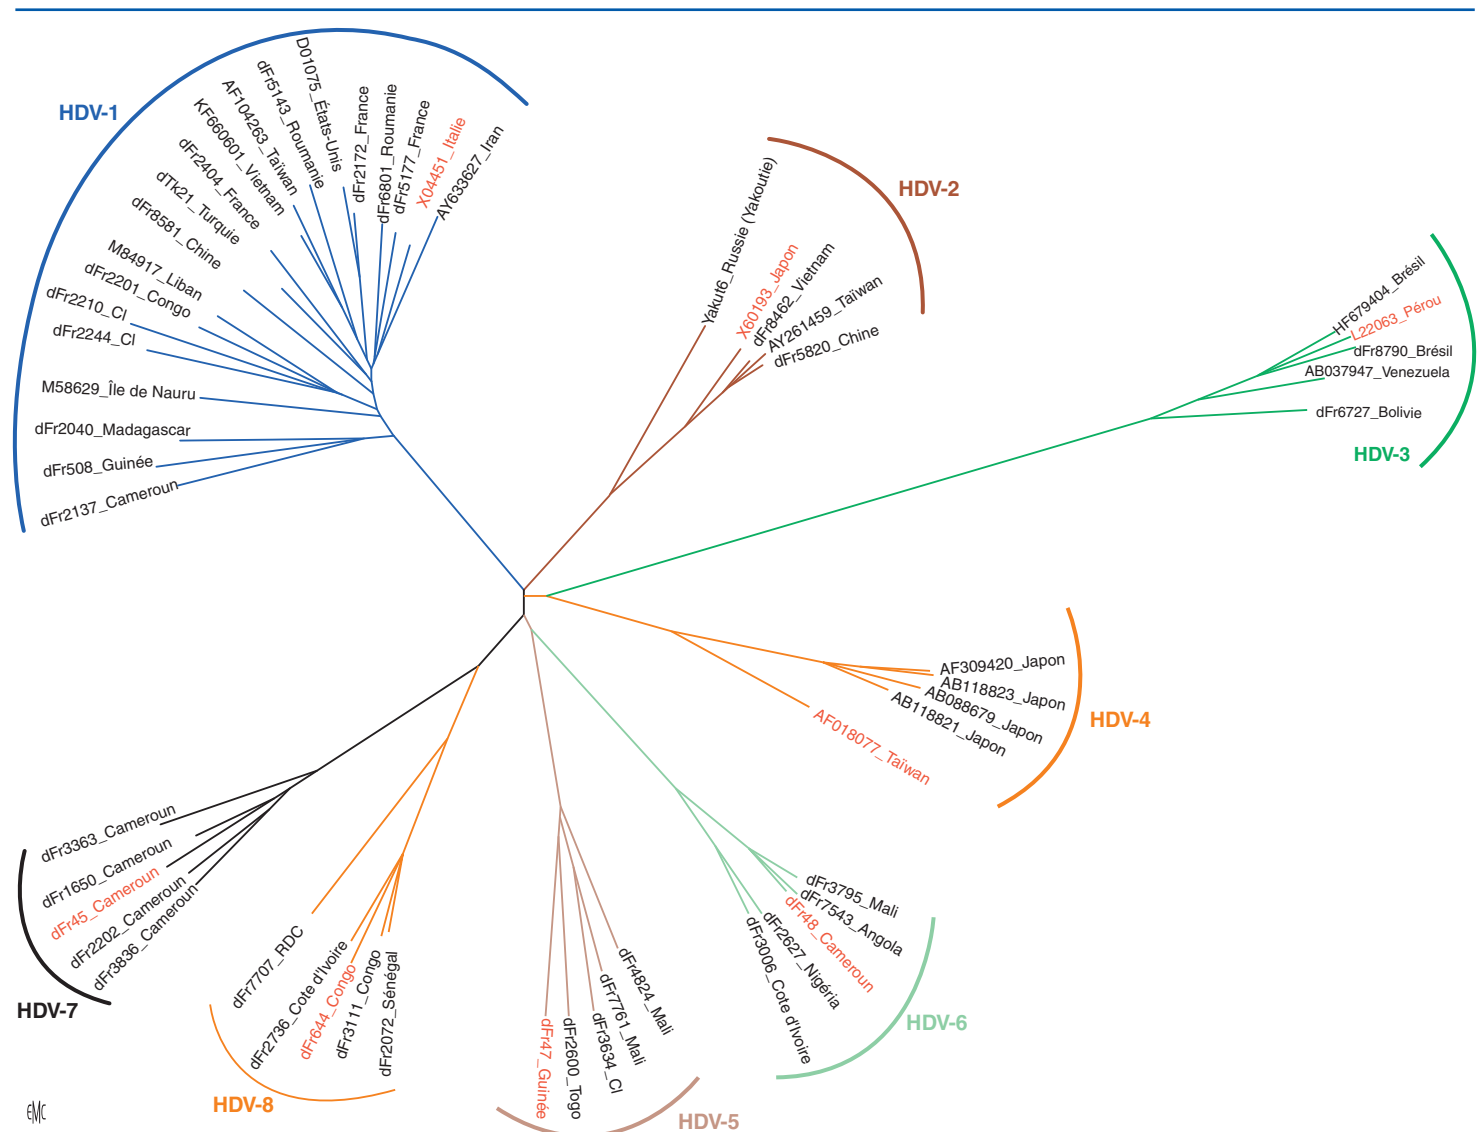 HDV-1
D01075_États-Unis
dFr5143_Roumanie
AF104263_Taïwan
KF660601_Vietnam
dFr2404_France
dTk21_Turquie
dFr8581_Chine
M84917_Liban
dFr2201_Congo
dFr2210_CI
dFr2244_CI
M58629_Île de Nauru
dFr2040_Madagascar
dFr508_Guinée
dFr2137_Cameroun
dFr2172_France
dFr6801_Roumanie
dFr5177_France
X04451_Italie
AY633627_Iran
HDV-2
Yakut6_Russie (Yakoutie)
X60193_Japon
dFr8462_Vietnam
AY261459_Taïwan
dFr5820_Chine
HF679404_Brésil
L22063_Pérou
dFr8790_Brésil
AB037947_Venezuela
dFr6727_Bolivie
HDV-3
AF309420_Japon
AB118823_Japon
AB088679_Japon
AB118821_Japon
AF018077_Taïwan
HDV-4
dFr3795_Mali
dFr7543_Angola
dFr48_Cameroun
dFr2627_Nigéria
dFr3006_Cote d'Ivoire
HDV-6
dFr4824_Mali
dFr7761_Mali
dFr3634_CI
dFr2600_Togo
dFr47_Guinée
HDV-5
dFr7707_RDC
dFr2736_Cote d'Ivoire
dFr644_Congo
dFr3111_Congo
dFr2072_Sénégal
HDV-8
dFr3363_Cameroun
dFr1650_Cameroun
dFr45_Cameroun
dFr2202_Cameroun
dFr3836_Cameroun
HDV-7
EMC